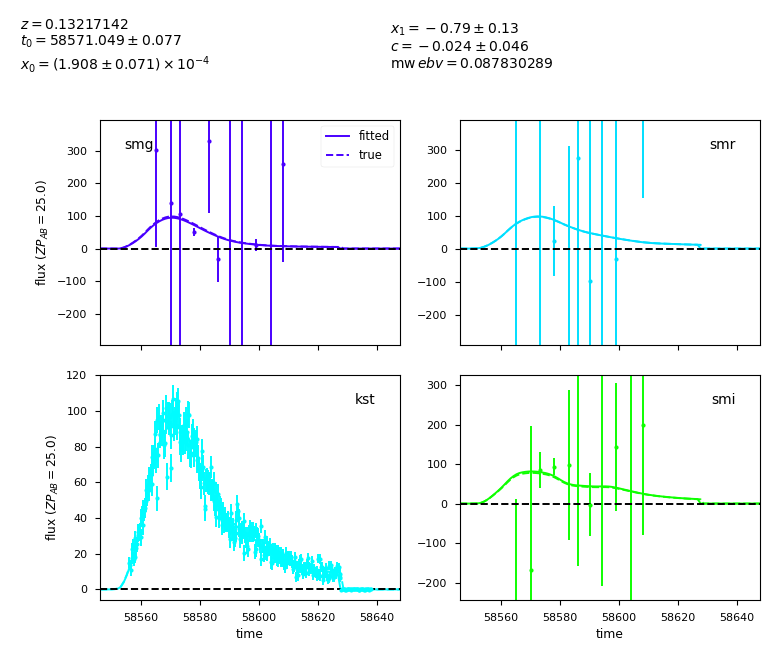 z = 0.13217142
t₀ = 58571.049 ± 0.077
x₀ = (1.908 ± 0.071) × 10⁻⁴
x₁ = −0.79 ± 0.13
c = −0.024 ± 0.046
mw ebv = 0.087830289
smg
fitted
true
300
200
100
0
−100
−200
flux (ZP_AB = 25.0)
smr
300
200
100
0
−100
−200
kst
120
100
80
60
40
20
0
flux (ZP_AB = 25.0)
58560 58580 58600 58620 58640
time
smi
300
200
100
0
−100
−200
58560 58580 58600 58620 58640
time